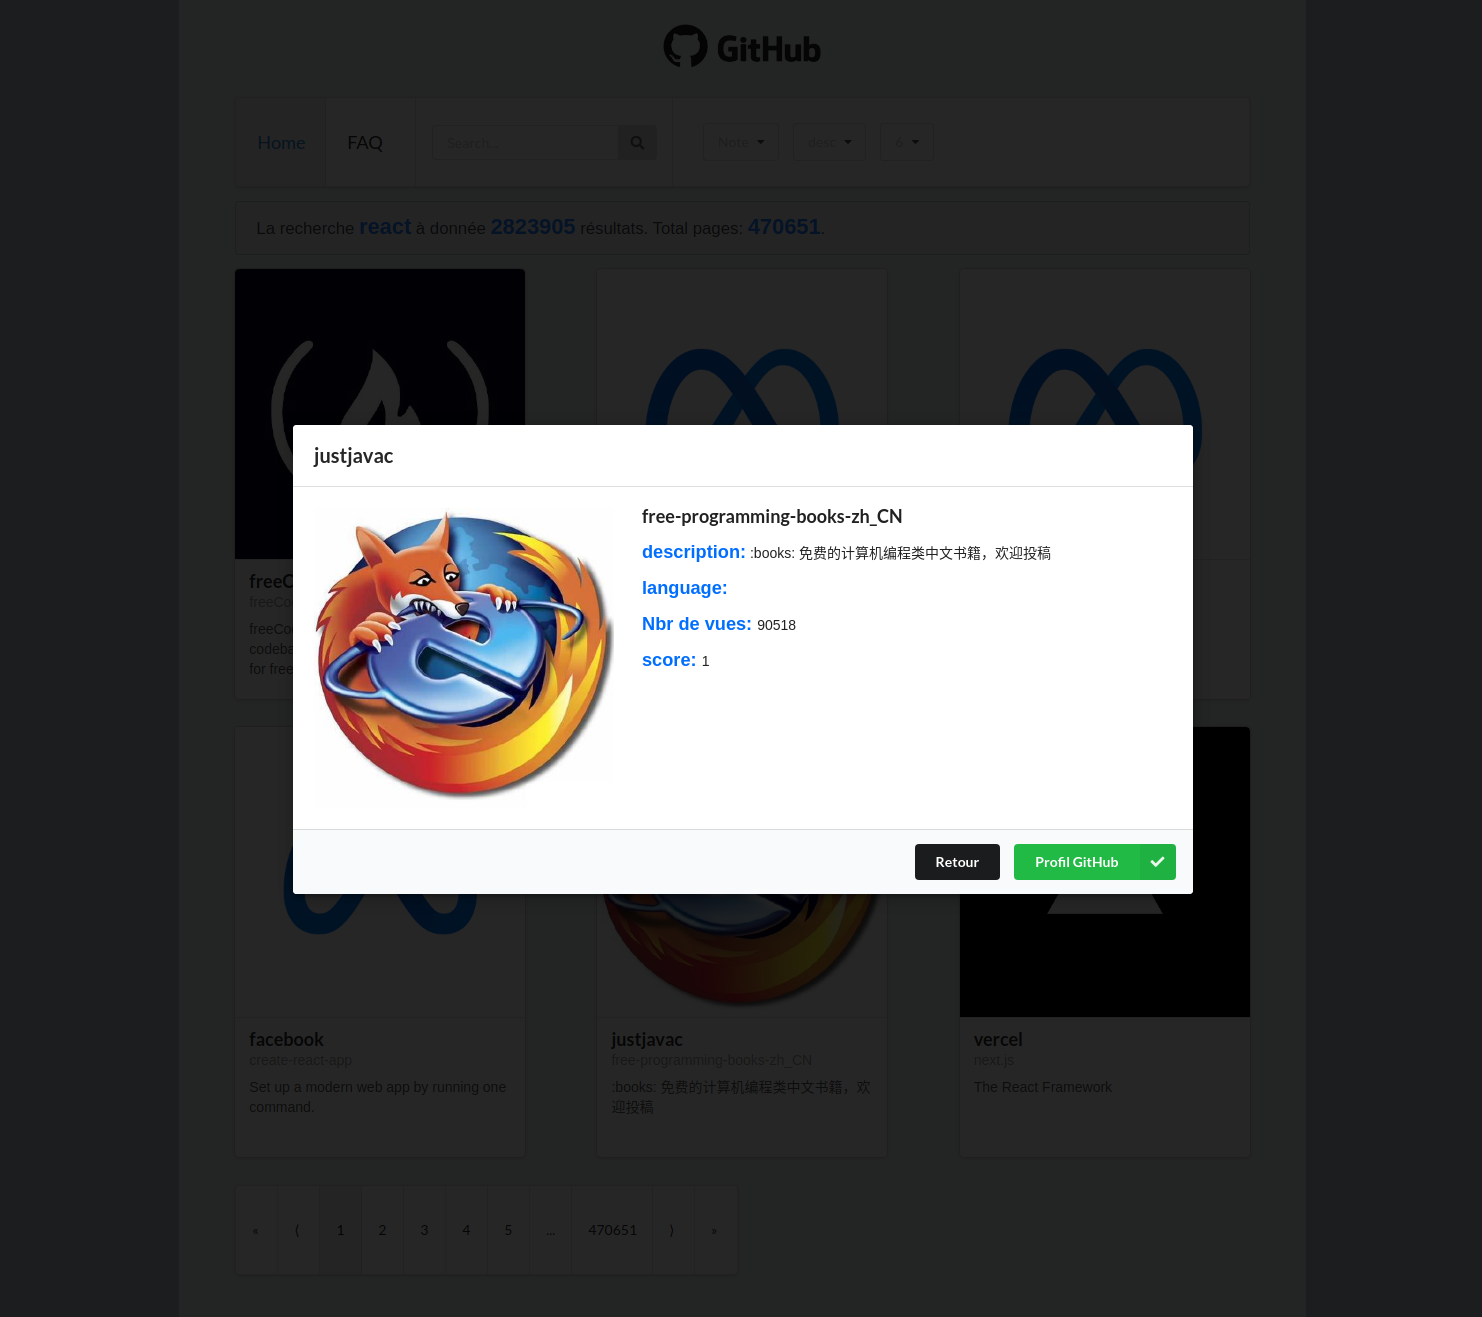 GitHub
Home
FAQ
Search...
Note
desc
6
La recherche react à donnée 2823905 résultats. Total pages: 470651.
justjavac
free-programming-books-zh_CN
description: :books: 免费的计算机编程类中文书籍，欢迎投稿
language:
Nbr de vues: 90518
score: 1
Retour
Profil GitHub
freeC
freeCo
freeCo
codeba
for free
facebook
create-react-app
Set up a modern web app by running one
command.
justjavac
free-programming-books-zh_CN
:books: 免费的计算机编程类中文书籍，欢
迎投稿
vercel
next.js
The React Framework
« ⟨ 1 2 3 4 5 ... 470651 ⟩ »